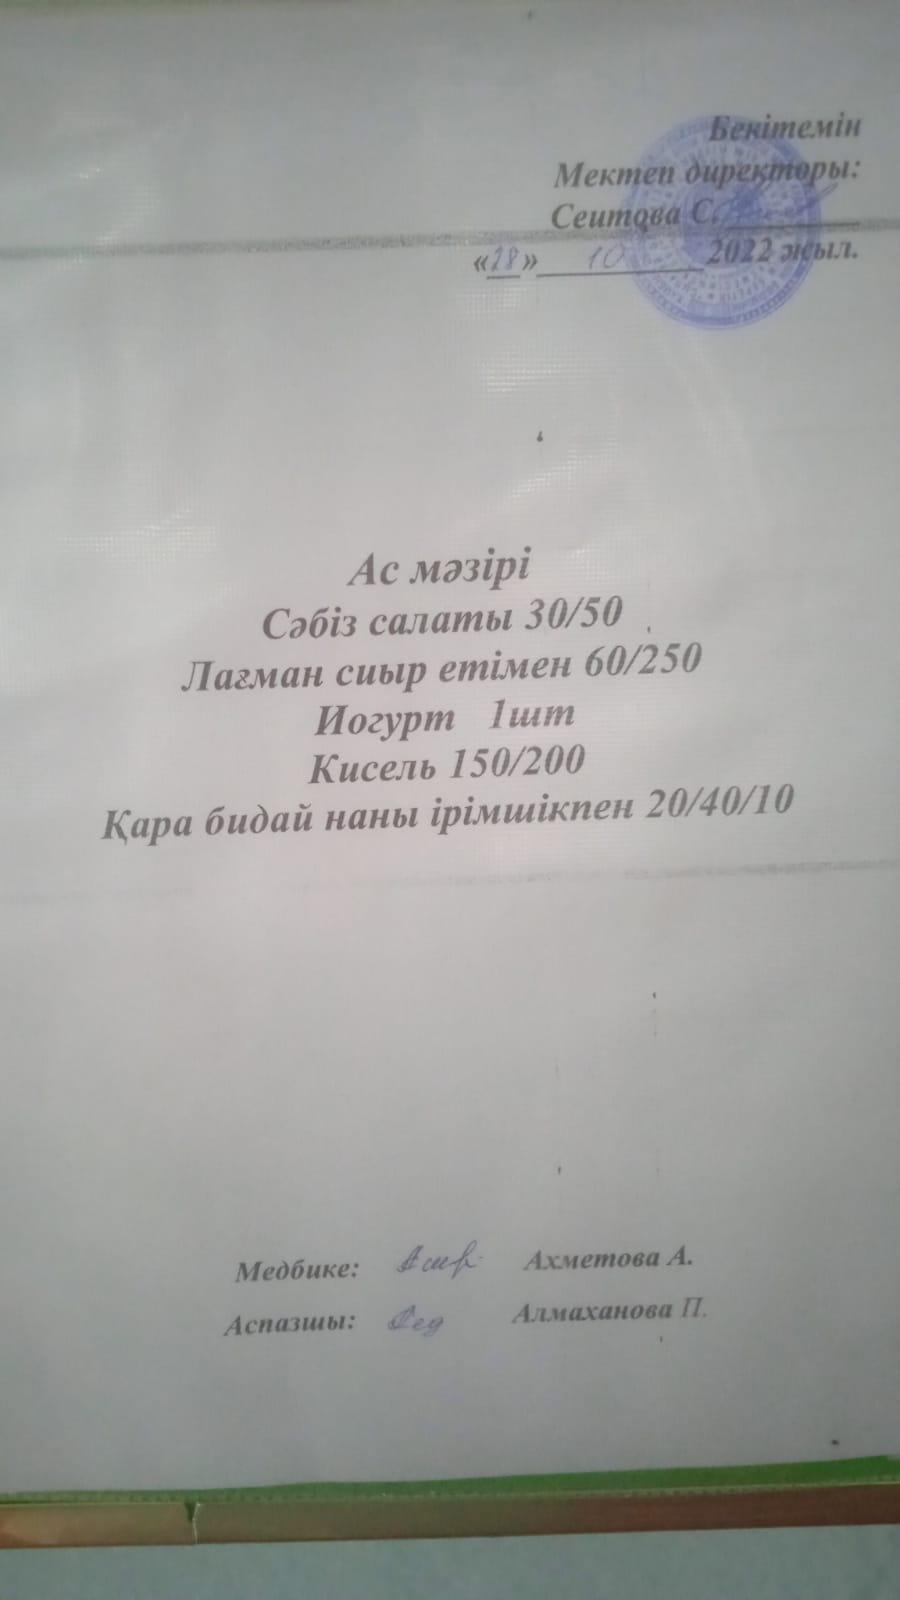 Бекітемін
Мектеп директоры:
Сеитова С.
«28» 10 2022 жыл.
Ас мәзірі
Сәбіз салаты 30/50
Лағман сиыр етімен 60/250
Иогурт 1шт
Кисель 150/200
Қара бидай наны ірімшікпен 20/40/10
Медбике: Ахметова А.
Аспазшы: Алмаханова П.